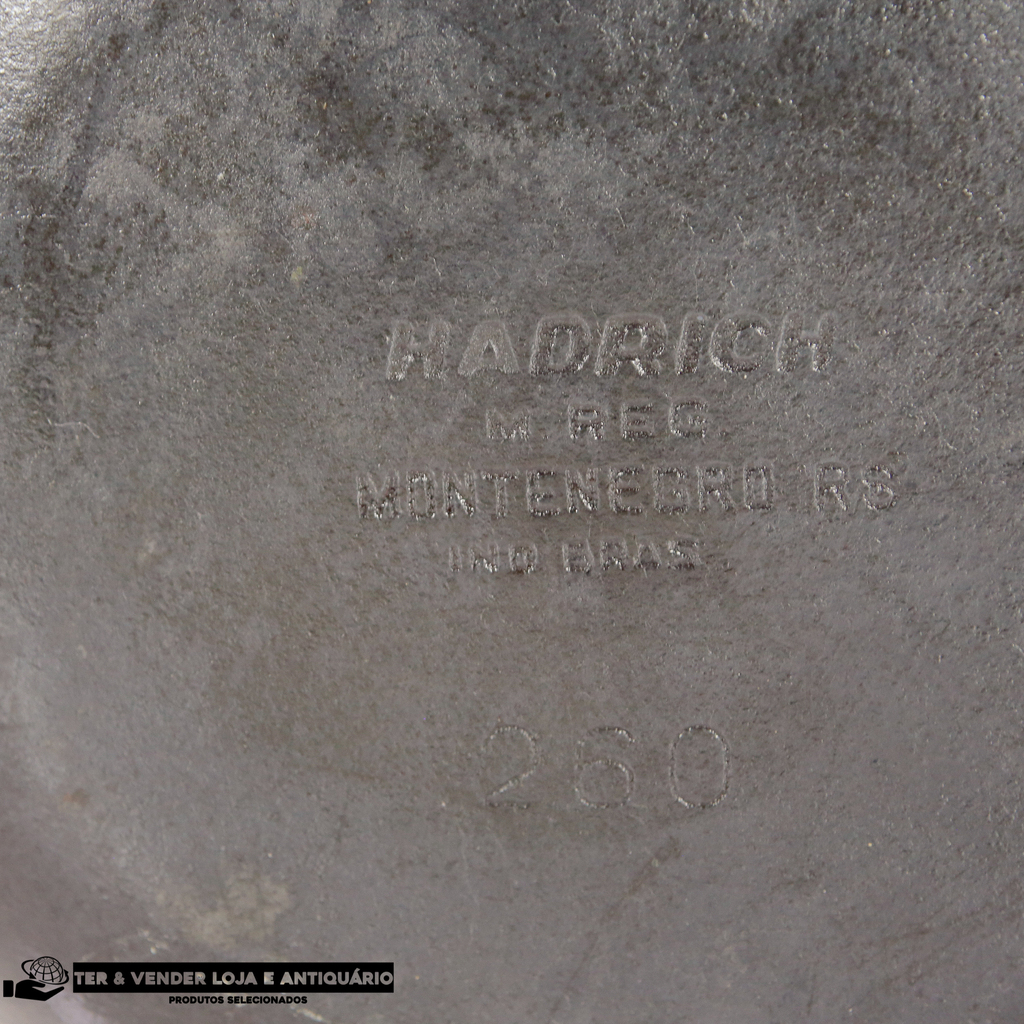 HADRICH
M. REG.
MONTENEGRO RS
IND BRAS.
260
TER & VENDER LOJA E ANTIQUÁRIO
PRODUTOS SELECIONADOS